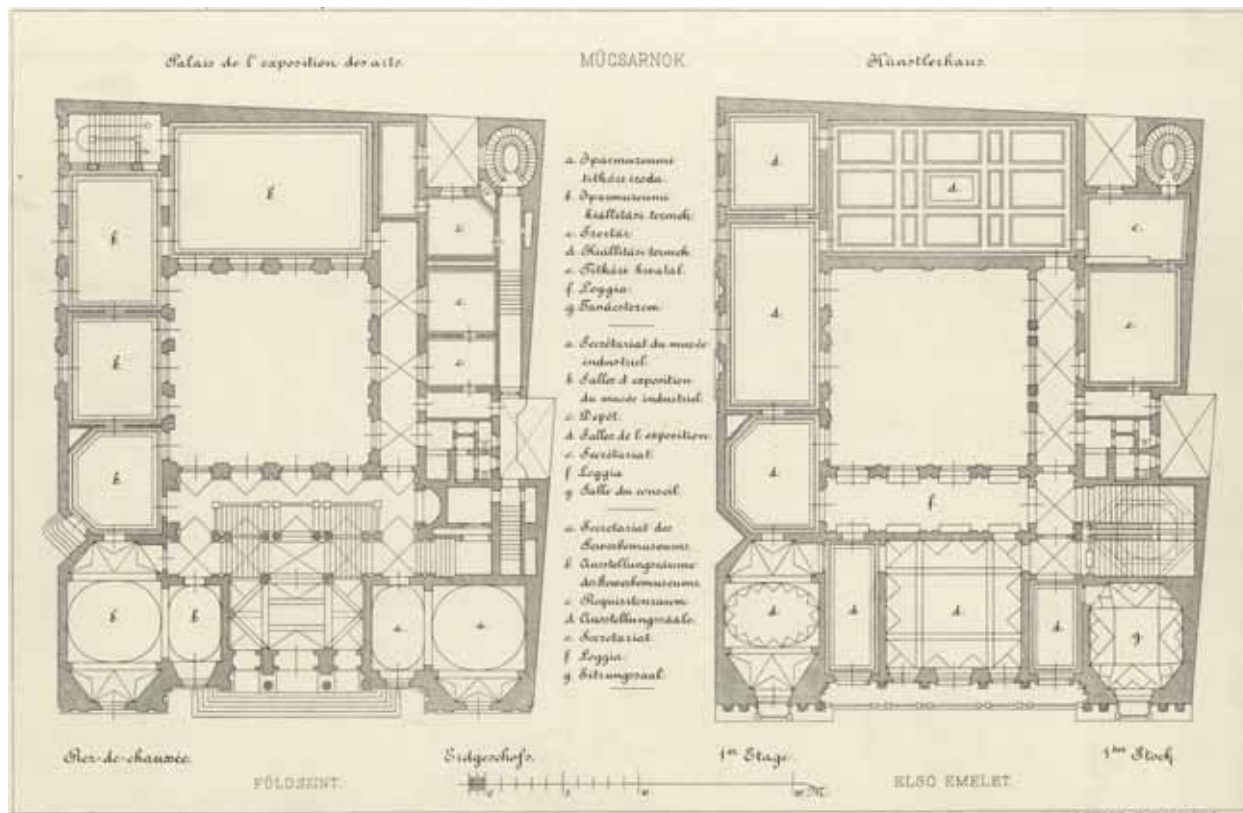 Palais de l'exposition des arts.
MŰCSARNOK.
Künstlerhaus.
a. Iparmuzeumi
titkári iroda.
b. Iparmuzeumi
kiállitási termek.
c. Szertár.
d. Kiállitási termek.
e. Titkári hivatal.
f. Loggia.
g. Tanácsterem.
a. Secrétariat du musée
industriel.
b. Salles d'exposition
du musée industriel.
c. Depôt.
d. Salles de l'exposition.
e. Secrétariat.
f. Loggia
g. Salle du conseil.
a. Secretariat des
Gewerbemuseums.
b. Ausstellungsräume
des Gewerbemuseums.
c. Requisitenraum.
d. Ausstellungssäale.
e. Secretariat.
f. Loggia.
g. Sitzungssaal.
b
b
b
b
b
b
c.
c.
c.
a.
a.
d.
d.
d.
d.
d.
d.
d.
d.
e.
e.
f
g.
Rez-de-chaussée.
Erdgeschoſs.
1er Etage.
1ter Stock
FÖLDSZINT.
ELSŐ EMELET.